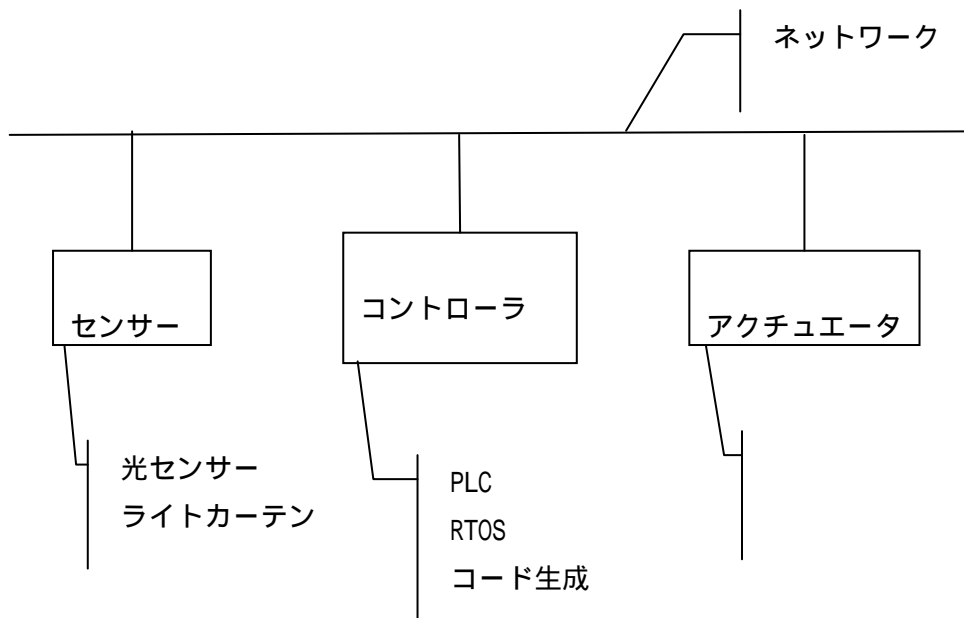 ネットワーク
センサー
コントローラ
アクチュエータ
光センサー
ライトカーテン
PLC
RTOS
コード生成